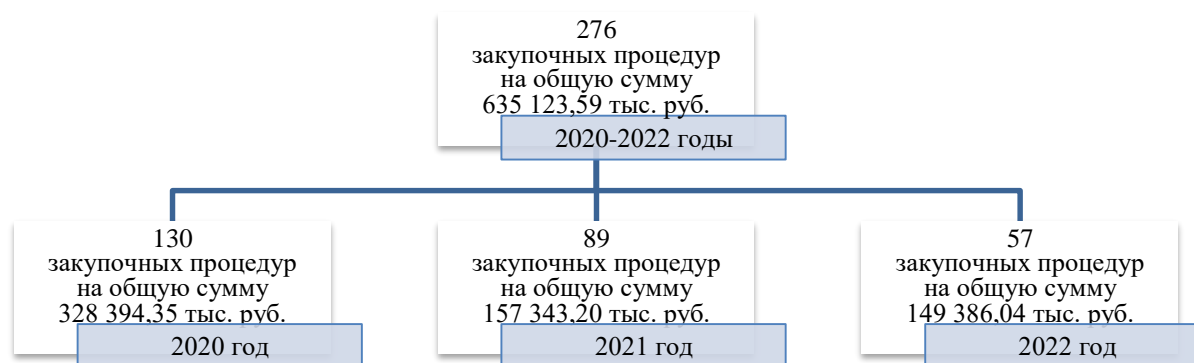 276
закупочных процедур
на общую сумму
635 123,59 тыс. руб.
2020-2022 годы
130
закупочных процедур
на общую сумму
328 394,35 тыс. руб.
2020 год
89
закупочных процедур
на общую сумму
157 343,20 тыс. руб.
2021 год
57
закупочных процедур
на общую сумму
149 386,04 тыс. руб.
2022 год